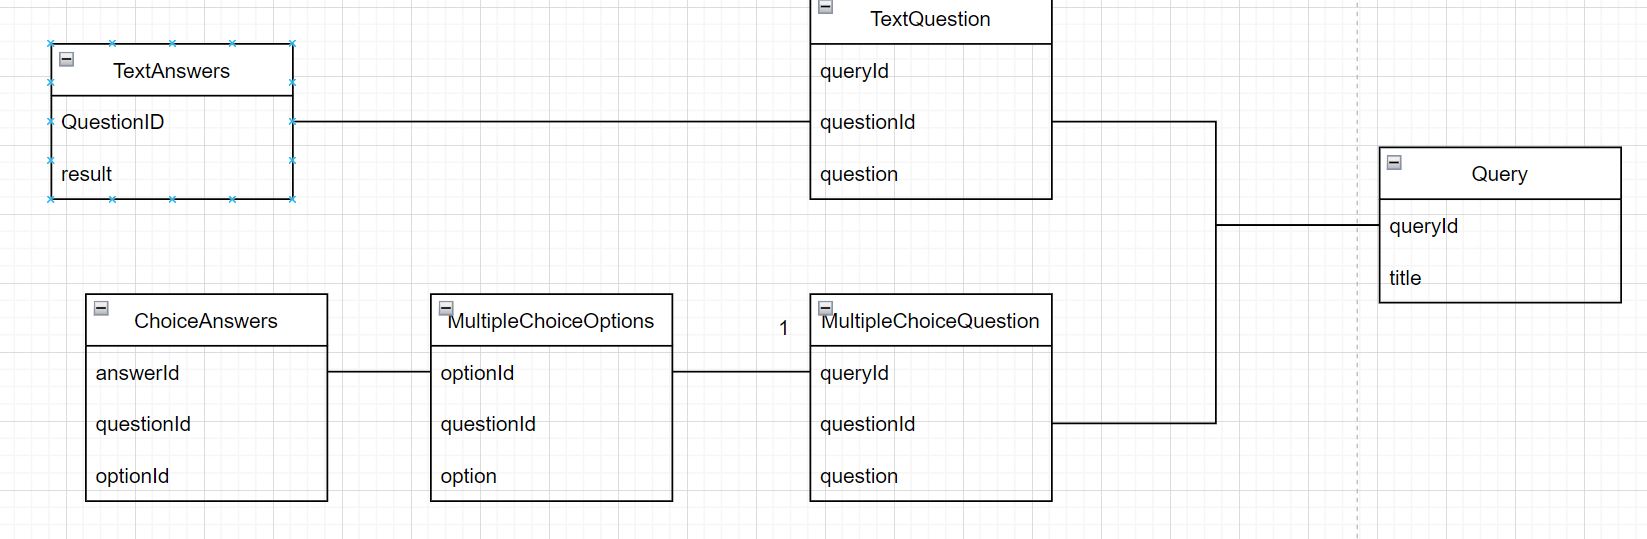 TextQuestion
queryId
questionId
question
TextAnswers
QuestionID
result
Query
queryId
title
ChoiceAnswers
answerId
questionId
optionId
MultipleChoiceOptions
optionId
questionId
option
1
MultipleChoiceQuestion
queryId
questionId
question